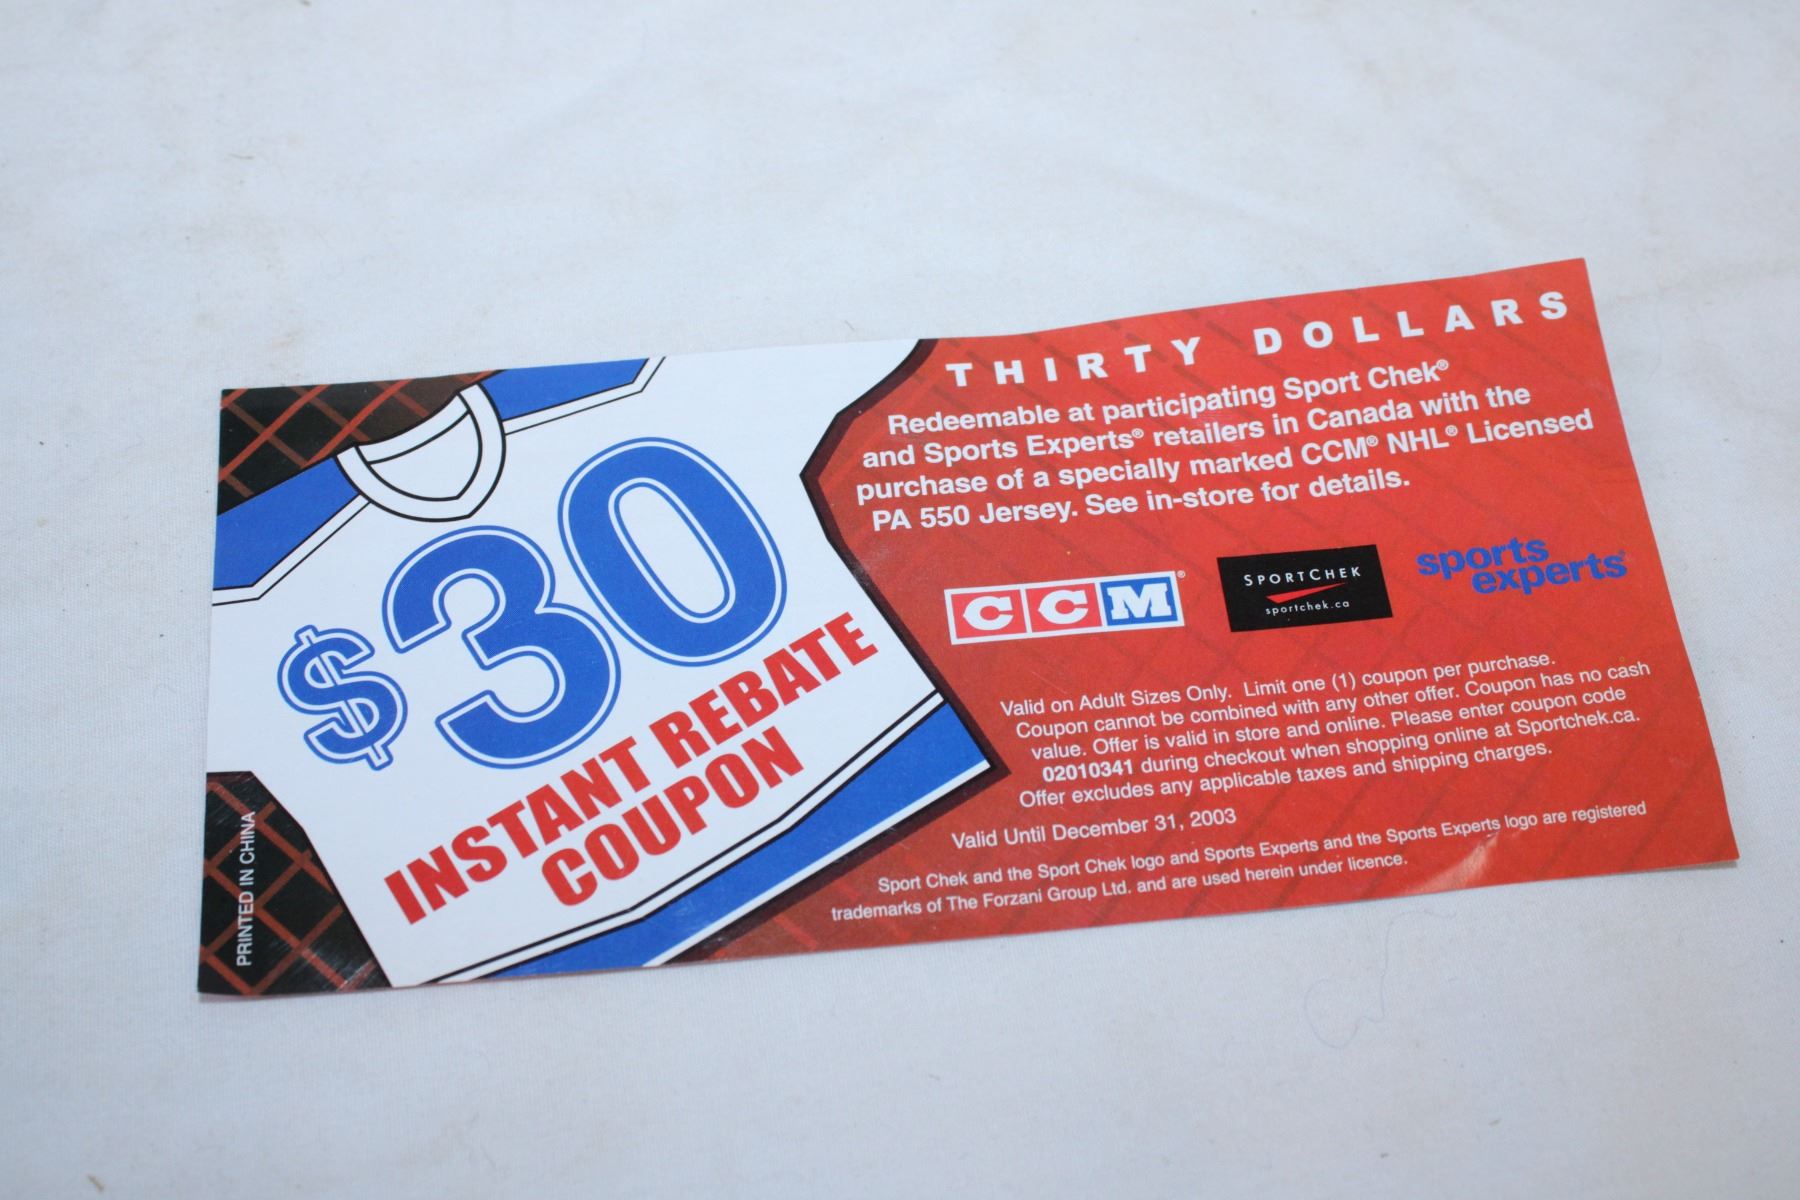 $30
INSTANT REBATE
COUPON
PRINTED IN CHINA
THIRTY DOLLARS
Redeemable at participating Sport Chek®
and Sports Experts® retailers in Canada with the
purchase of a specially marked CCM® NHL® Licensed
PA 550 Jersey. See in-store for details.
CCM®
SPORTCHEK
sportchek.ca
sports
experts®
Valid on Adult Sizes Only. Limit one (1) coupon per purchase.
Coupon cannot be combined with any other offer. Coupon has no cash
value. Offer is valid in store and online. Please enter coupon code
02010341 during checkout when shopping online at Sportchek.ca.
Offer excludes any applicable taxes and shipping charges.
Valid Until December 31, 2003
Sport Chek and the Sport Chek logo and Sports Experts and the Sports Experts logo are registered
trademarks of The Forzani Group Ltd. and are used herein under licence.